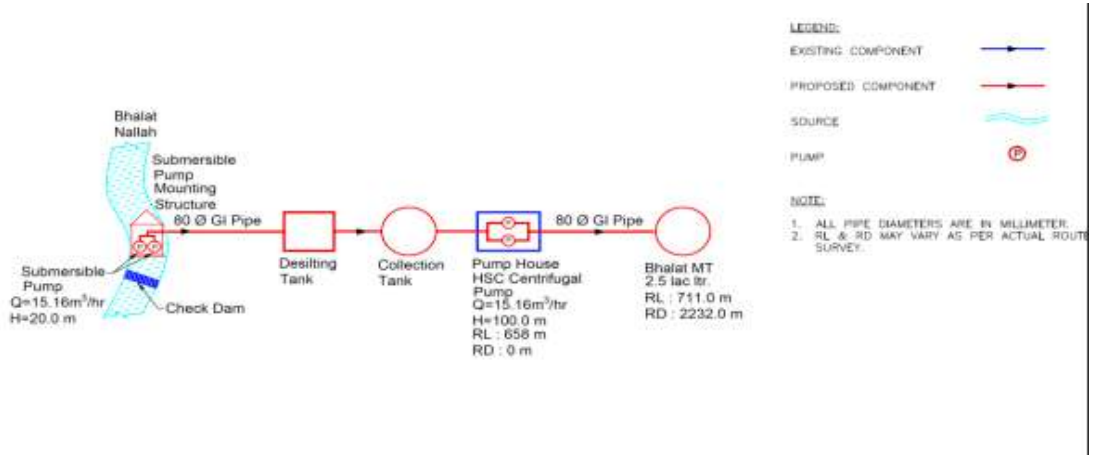 Bhalat
Nallah
Submersible
Pump
Mounting
Structure
80 Ø GI Pipe
Submersible
Pump
Q=15.16m³/hr
H=20.0 m
Check Dam
Desilting
Tank
Collection
Tank
Pump House
HSC Centrifugal
Pump
Q=15.16m³/hr
H=100.0 m
RL : 658 m
RD : 0 m
80 Ø GI Pipe
Bhalat MT
2.5 lac ltr.
RL : 711.0 m
RD : 2232.0 m
LEGEND:
EXISTING COMPONENT
PROPOSED COMPONENT
SOURCE
PUMP
P
NOTE:
1. ALL PIPE DIAMETERS ARE IN MILLIMETER.
2. RL & RD MAY VARY AS PER ACTUAL ROUTE
SURVEY.